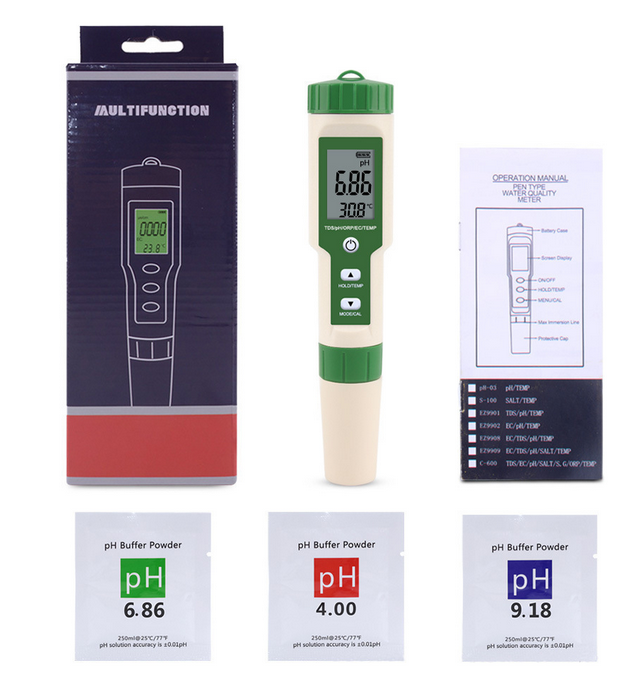 MULTIFUNCTION
0000
23.8°
pH
6.86
30.8 °C
TDS/pH/ORP/EC/TEMP
HOLD/TEMP
MODE/CAL
OPERATION MANUAL
PEN TYPE
WATER QUALITY
METER
Battary Case
Screen Display
ON/OFF
HOLD/TEMP
MENU/CAL
Max Immersion Line
Protective Cap
pH-03 pH/TEMP
S-100 SALT/TEMP
EZ9901 TDS/pH/TEMP
EZ9902 EC/pH/TEMP
EZ9908 EC/TDS/pH/TEMP
EZ9909 EC/TDS/pH/SALT/TEMP
C-600 TDS/EC/pH/SALT/S.G/ORP/TEMP
pH Buffer Powder
pH
6.86
250ml@25℃/77℉
pH solution accuracy is ±0.01pH
pH Buffer Powder
pH
4.00
250ml@25℃/77℉
pH solution accuracy is ±0.01pH
pH Buffer Powder
pH
9.18
250ml@25℃/77℉
pH solution accuracy is ±0.01pH